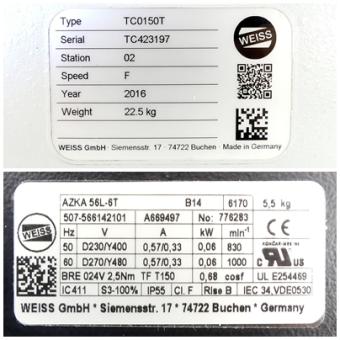 Type TC0150T
Serial TC423197
Station 02
Speed F
Year 2016
Weight 22.5 kg
WEISS
WEISS GmbH · Siemensstr. 17 · 74722 Buchen · Made in Germany
AZKA 56L-6T B14 6170 5,5 kg
507-566142101 A669497 No: 776283
Hz V A kW min⁻¹
50 D230/Y400 0,57/0,33 0,06 830
60 D270/Y480 0,57/0,33 0,06 1000
BRE 024V 2,5Nm TF T150 0,68 cosf UL E254469
IC411 S3-100% IP55 Cl. F Rise B IEC 34,VDE0530
CE
WEISS
WEISS GmbH * Siemensstr. 17 * 74722 Buchen * Germany